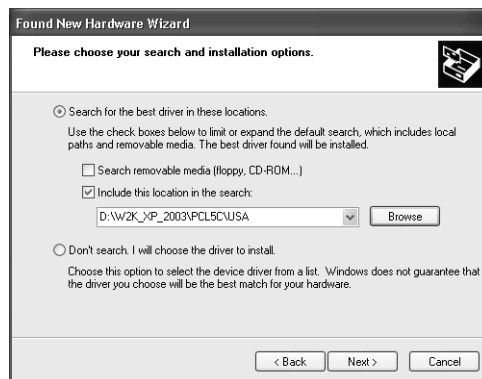 Found New Hardware Wizard
Please choose your search and installation options.
Search for the best driver in these locations.
Use the check boxes below to limit or expand the default search, which includes local
paths and removable media. The best driver found will be installed.
Search removable media (floppy, CD-ROM...)
Include this location in the search:
D:\W2K_XP_2003\PCL5C\USA
Browse
Don't search. I will choose the driver to install.
Choose this option to select the device driver from a list. Windows does not guarantee that
the driver you choose will be the best match for your hardware.
< Back
Next >
Cancel